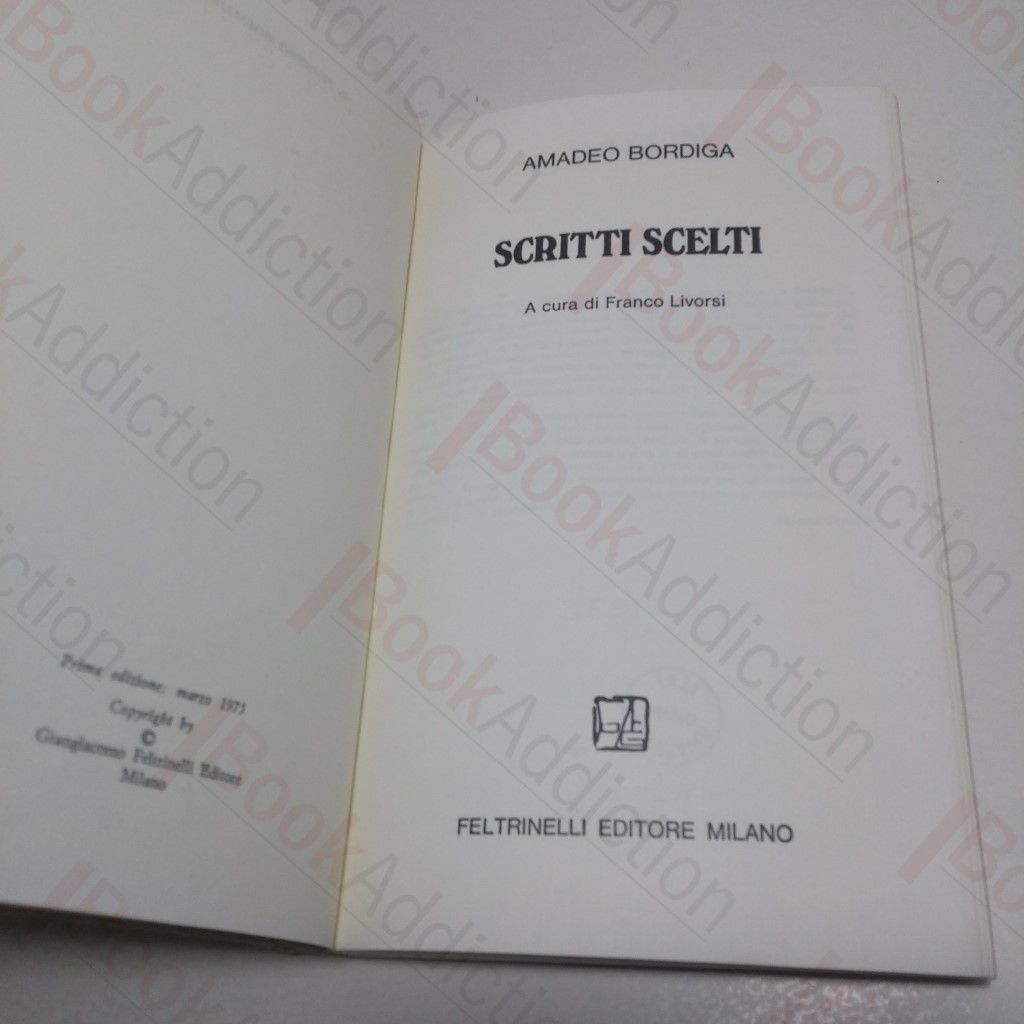 Prima edizione: marzo 1975
Copyright by
©
Giangiacomo Feltrinelli Editore
Milano
AMADEO BORDIGA
SCRITTI SCELTI
A cura di Franco Livorsi
FELTRINELLI EDITORE MILANO
BookAddiction